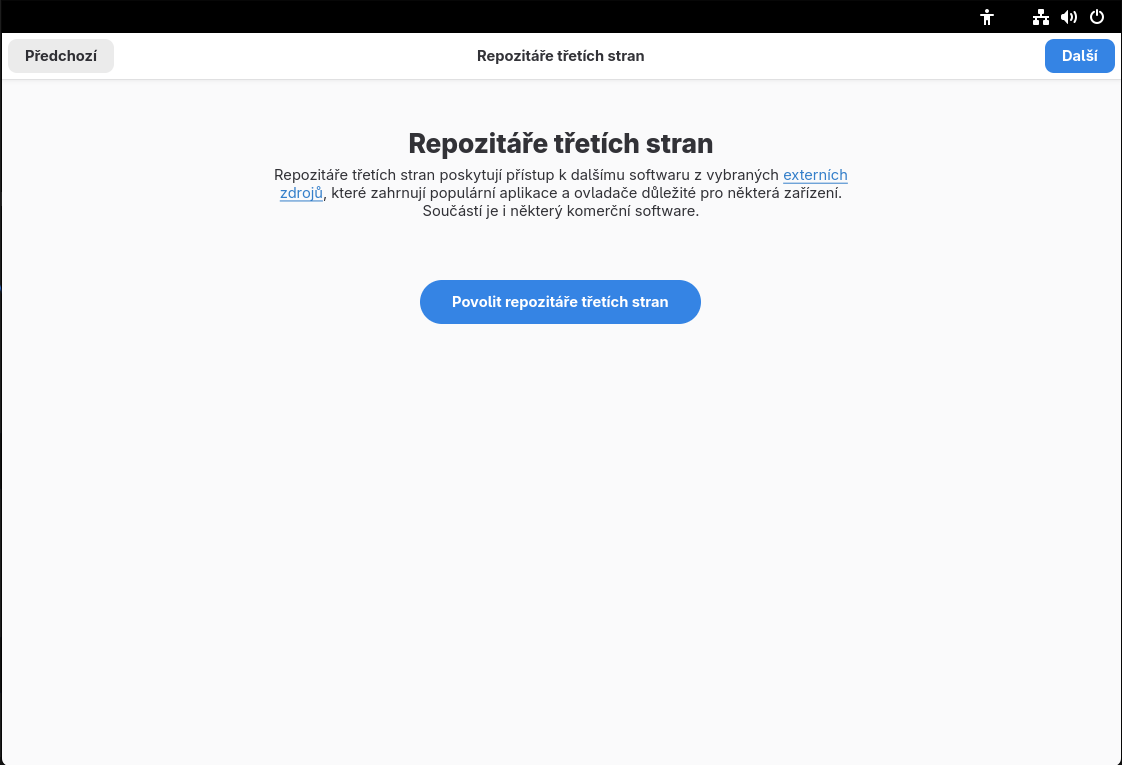 Předchozí
Repozitáře třetích stran
Další
Repozitáře třetích stran
Repozitáře třetích stran poskytují přístup k dalšímu softwaru z vybraných externích
zdrojů, které zahrnují populární aplikace a ovladače důležité pro některá zařízení.
Součástí je i některý komerční software.
Povolit repozitáře třetích stran